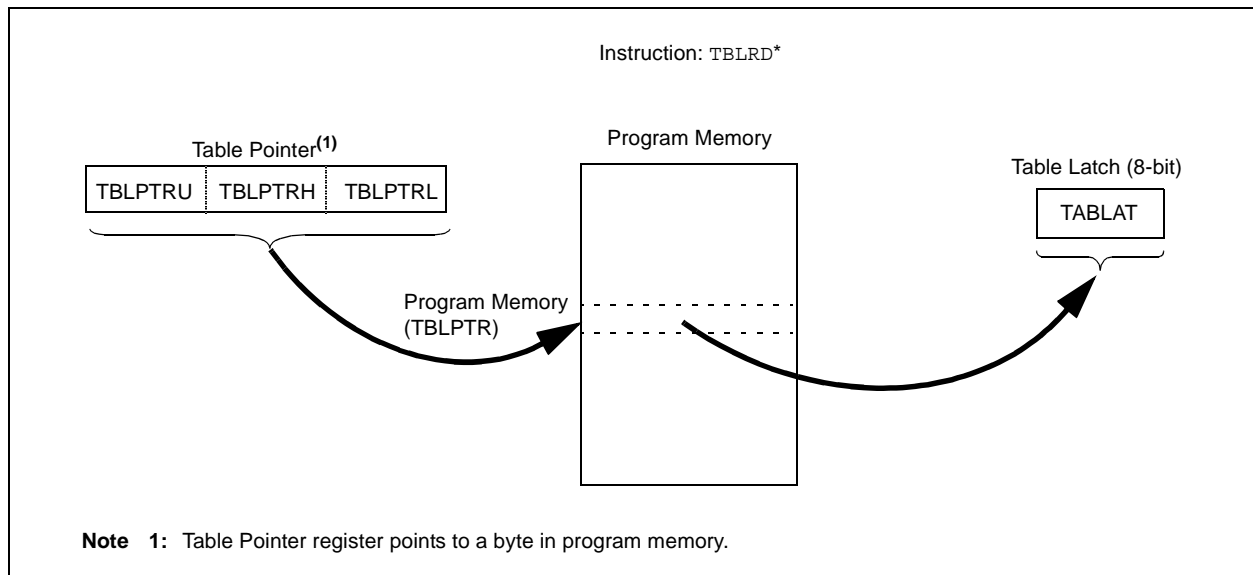 Instruction: TBLRD*
Table Pointer(1)
TBLPTRU TBLPTRH TBLPTRL
Program Memory
Table Latch (8-bit)
TABLAT
Program Memory
(TBLPTR)
Note 1: Table Pointer register points to a byte in program memory.